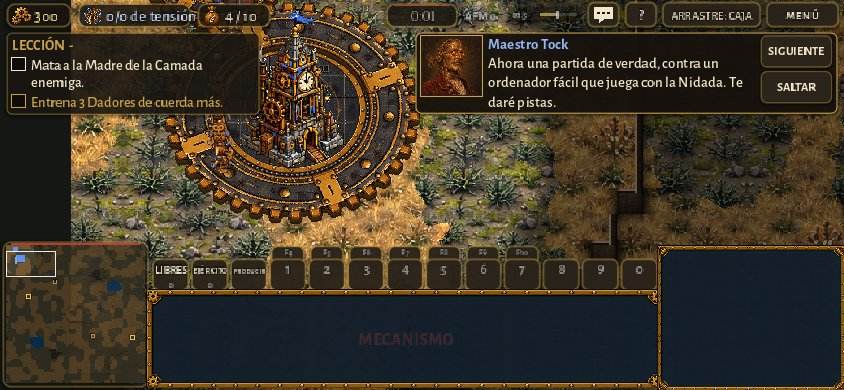 300
0/0 de tensión
4/10
0:01
?
ARRASTRE: CAJA
MENÚ
LECCIÓN -
Mata a la Madre de la Camada
enemiga.
Entrena 3 Dadores de cuerda más.
Maestro Tock
Ahora una partida de verdad, contra un
ordenador fácil que juega con la Nidada. Te
daré pistas.
SIGUIENTE
SALTAR
LIBRES
EJÉRCITO
1
2
3
4
5
6
7
8
9
0
MECANISMO